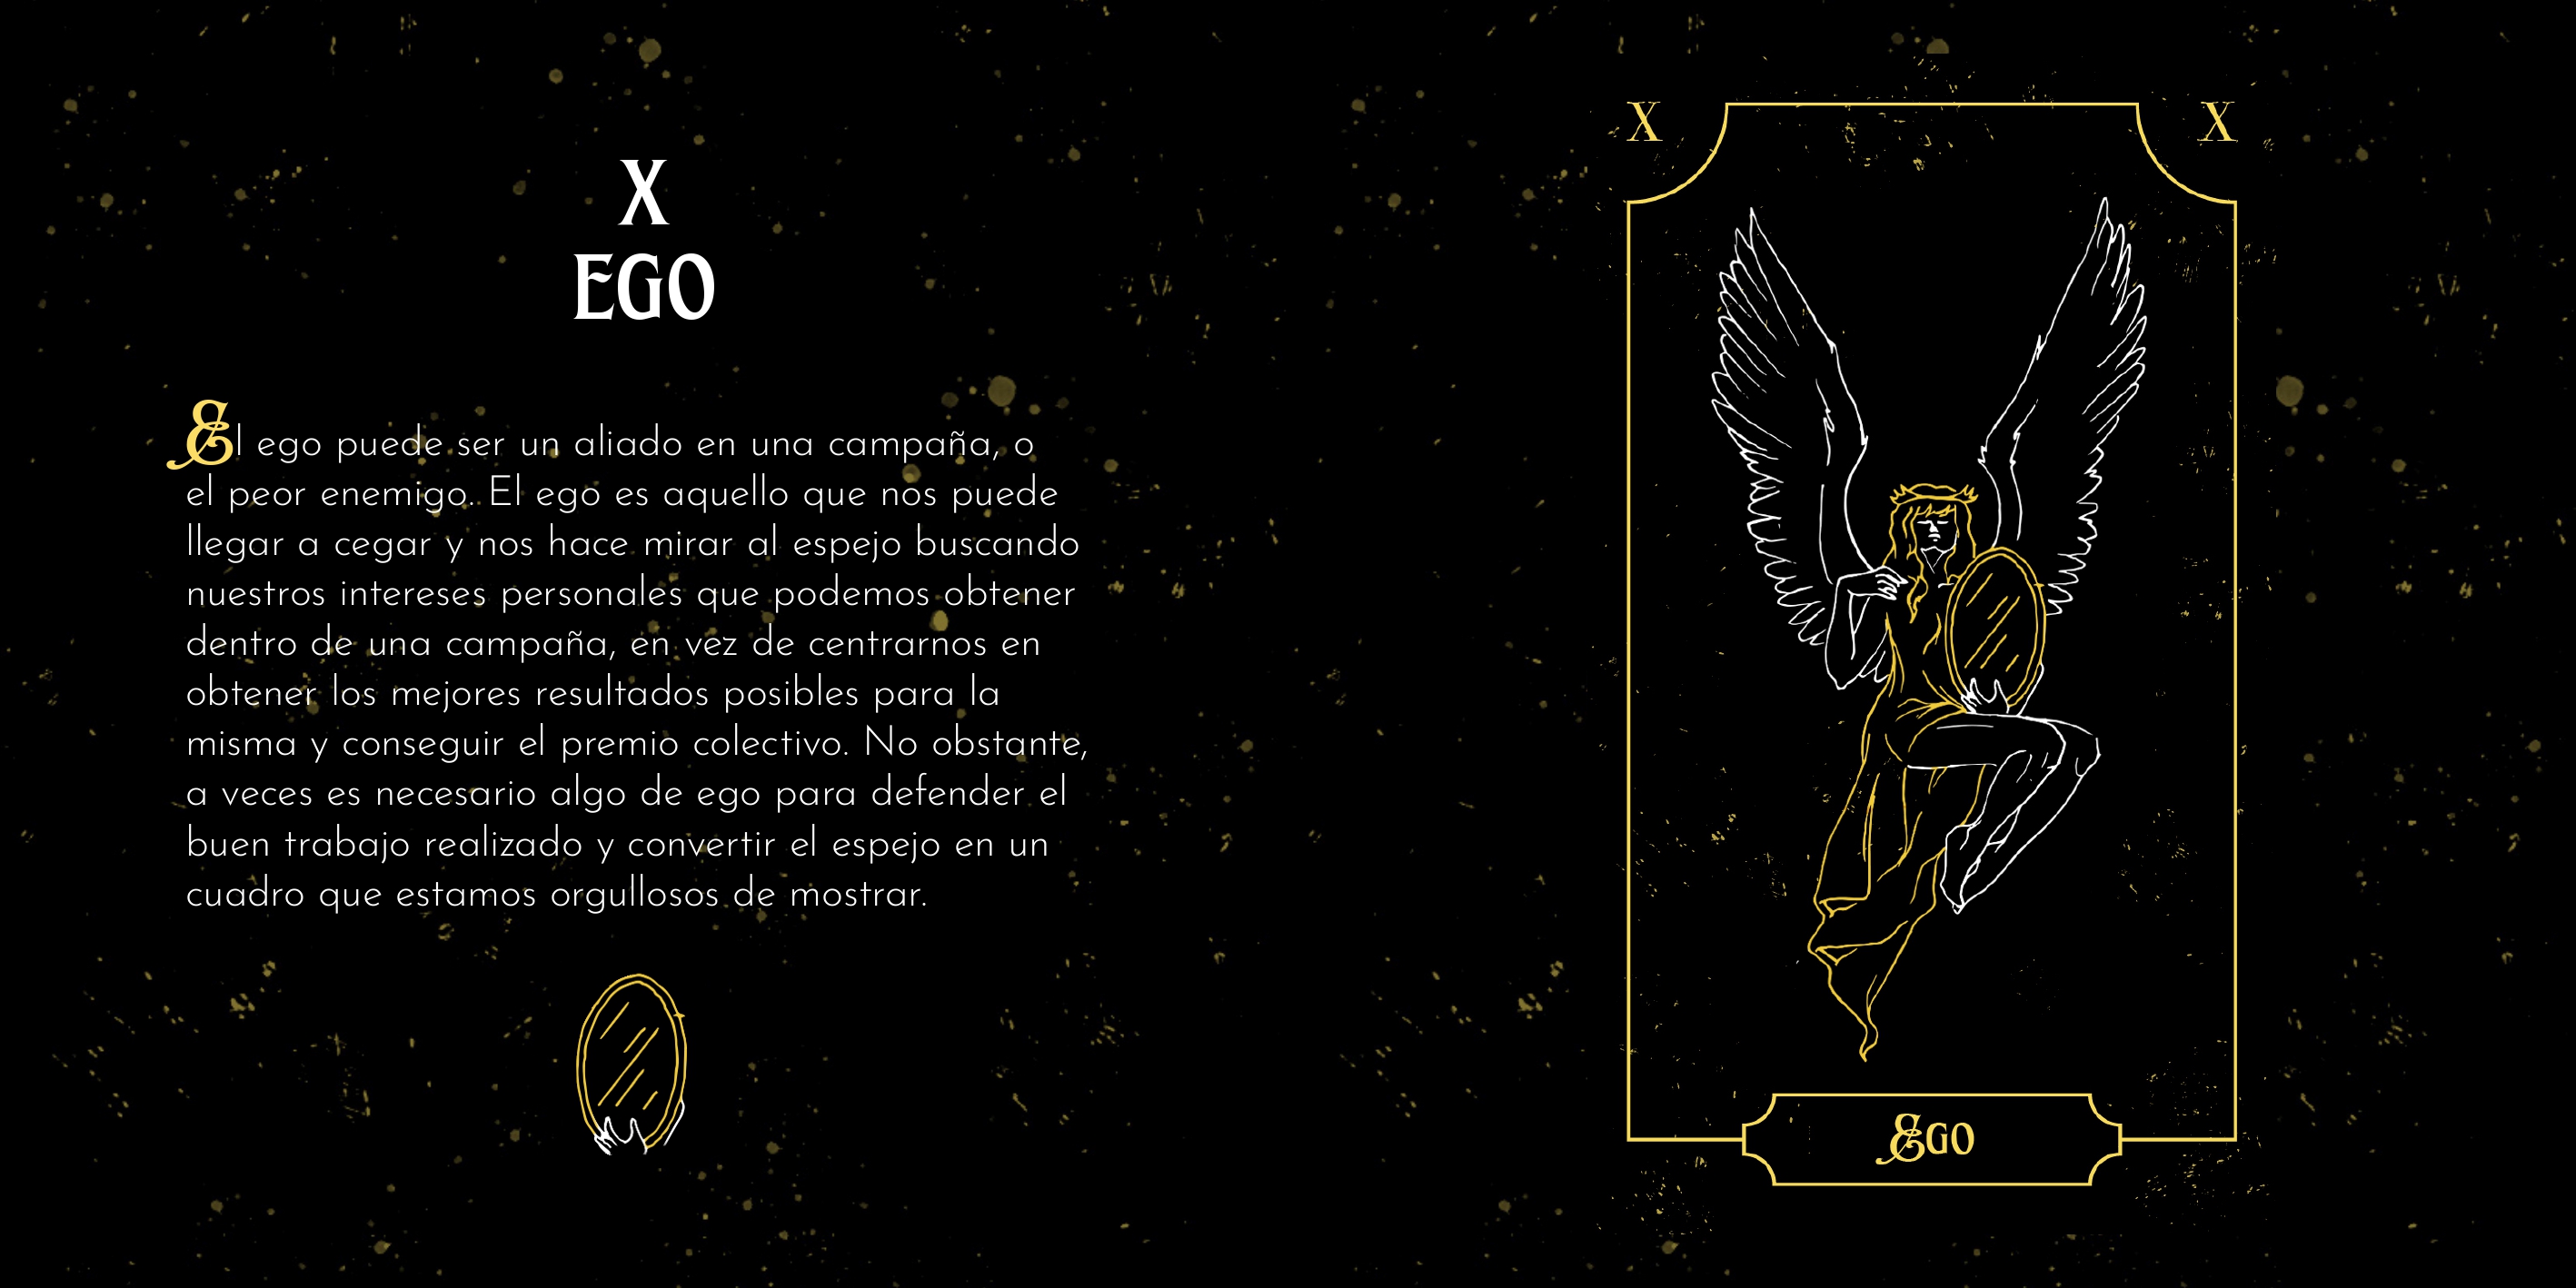 X
EGO
El ego puede ser un aliado en una campaña, o
el peor enemigo. El ego es aquello que nos puede
llegar a cegar y nos hace mirar al espejo buscando
nuestros intereses personales que podemos obtener
dentro de una campaña, en vez de centrarnos en
obtener los mejores resultados posibles para la
misma y conseguir el premio colectivo. No obstante,
a veces es necesario algo de ego para defender el
buen trabajo realizado y convertir el espejo en un
cuadro que estamos orgullosos de mostrar.
X X
EGO